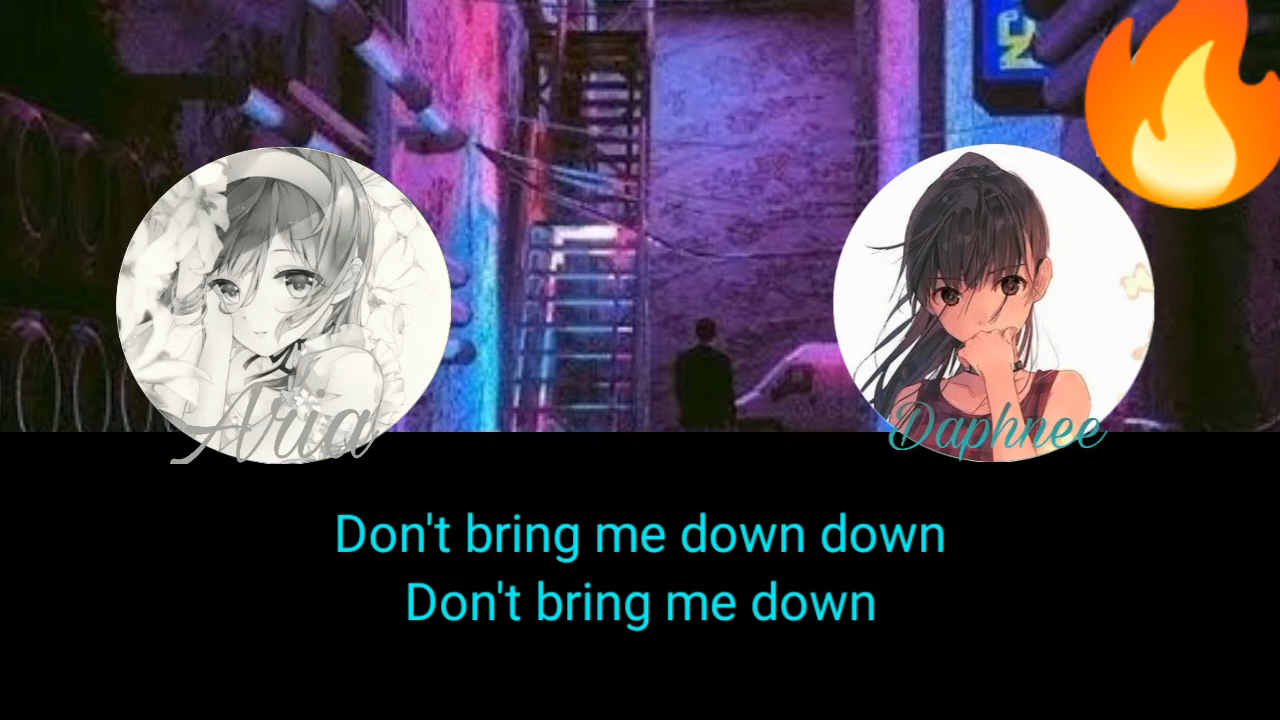 Aria
Daphnee
Don't bring me down down
Don't bring me down